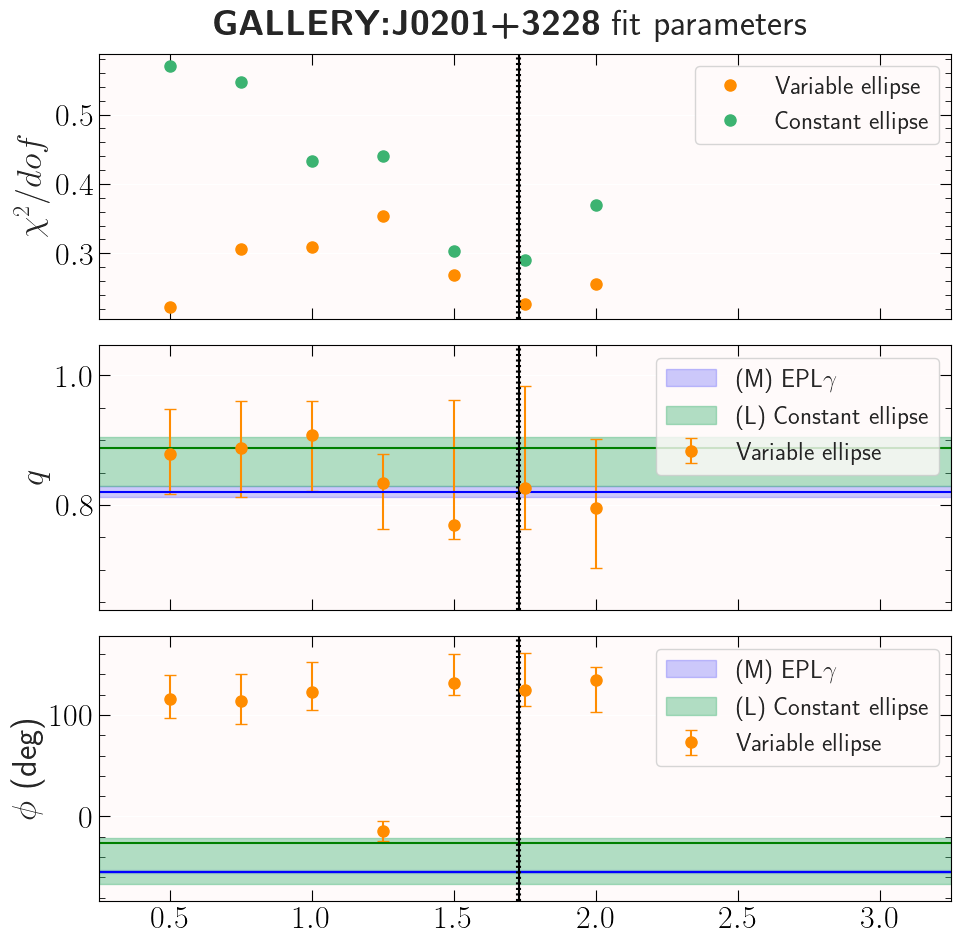 GALLERY:J0201+3228 fit parameters
χ²/dof
0.5
0.4
0.3
Variable ellipse
Constant ellipse
q
1.0
0.8
(M) EPLγ
(L) Constant ellipse
Variable ellipse
ϕ (deg)
100
0
(M) EPLγ
(L) Constant ellipse
Variable ellipse
0.5 1.0 1.5 2.0 2.5 3.0